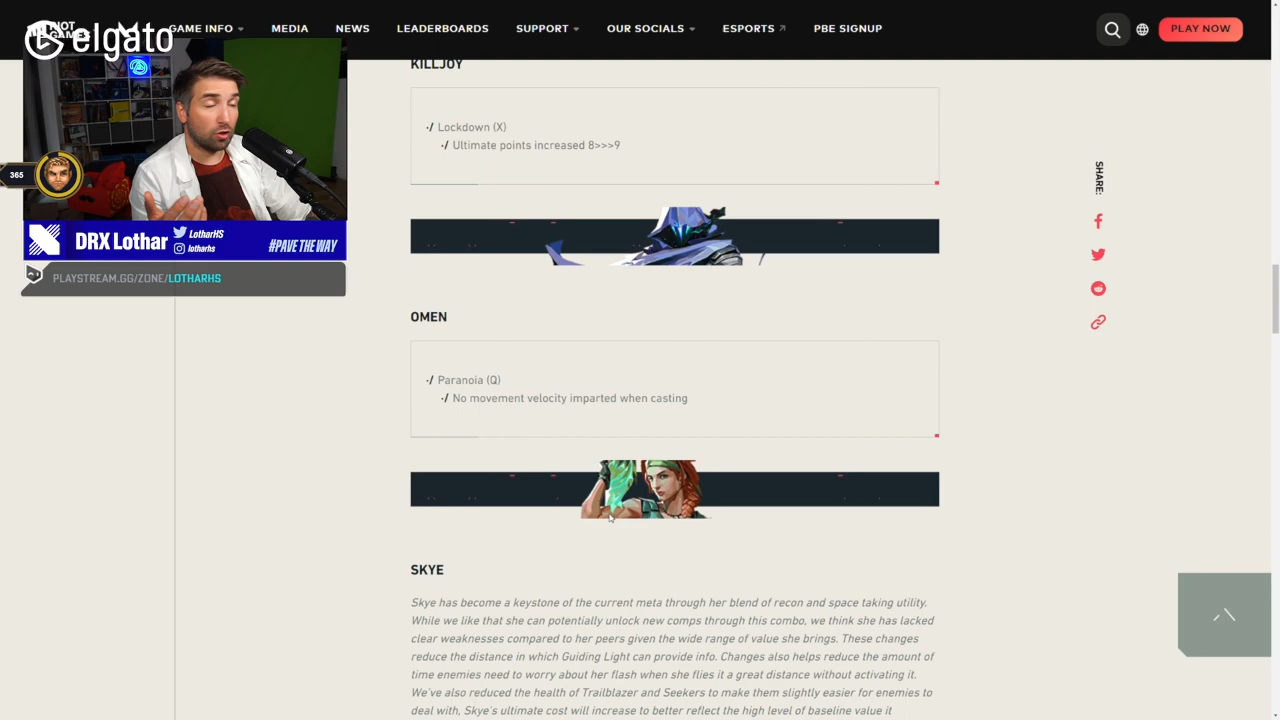 RIOT GAMES
GAME INFO
MEDIA
NEWS
LEADERBOARDS
SUPPORT
OUR SOCIALS
ESPORTS
PBE SIGNUP
PLAY NOW
elgato
365
DRX Lothar
LotharHS
lotharhs
#PAVE THE WAY
PLAYSTREAM.GG/ZONE/LOTHARHS
KILLJOY
Lockdown (X)
Ultimate points increased 8>>>9
OMEN
Paranoia (Q)
No movement velocity imparted when casting
SKYE
Skye has become a keystone of the current meta through her blend of recon and space taking utility.
While we like that she can potentially unlock new comps through this combo, we think she has lacked
clear weaknesses compared to her peers given the wide range of value she brings. These changes
reduce the distance in which Guiding Light can provide info. Changes also helps reduce the amount of
time enemies need to worry about her flash when she flies it a great distance without activating it.
We've also reduced the health of Trailblazer and Seekers to make them slightly easier for enemies to
deal with, Skye's ultimate cost will increase to better reflect the high level of baseline value it
SHARE: